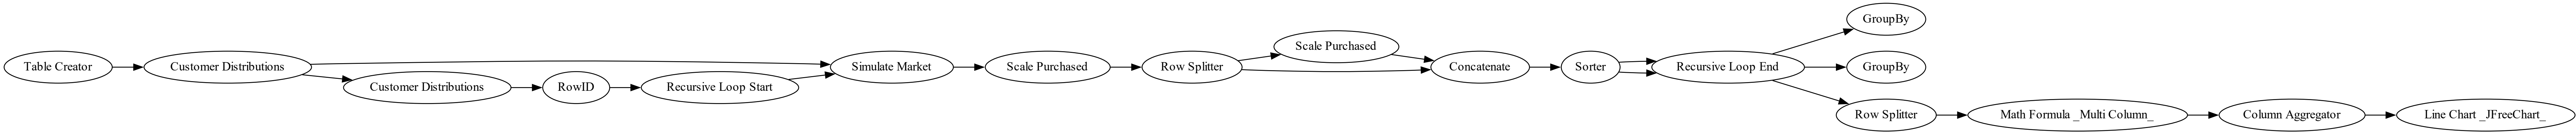 Table Creator
Customer Distributions
Customer Distributions
RowID
Recursive Loop Start
Simulate Market
Scale Purchased
Row Splitter
Scale Purchased
Concatenate
Sorter
Recursive Loop End
GroupBy
GroupBy
Row Splitter
Math Formula _Multi Column_
Column Aggregator
Line Chart _JFreeChart_